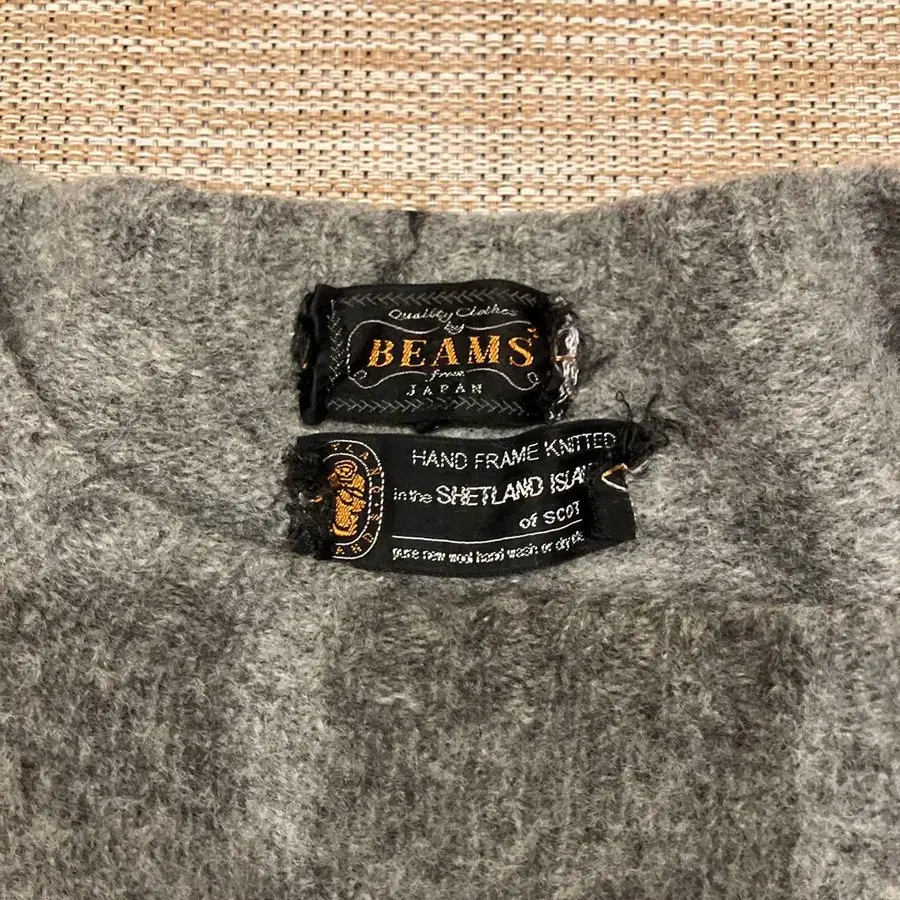 Quality Clothes
by
BEAMS
from
JAPAN
HAND FRAME KNITTED
in the SHETLAND ISLA
of SCOT
pure new wool hand wash or dry cle